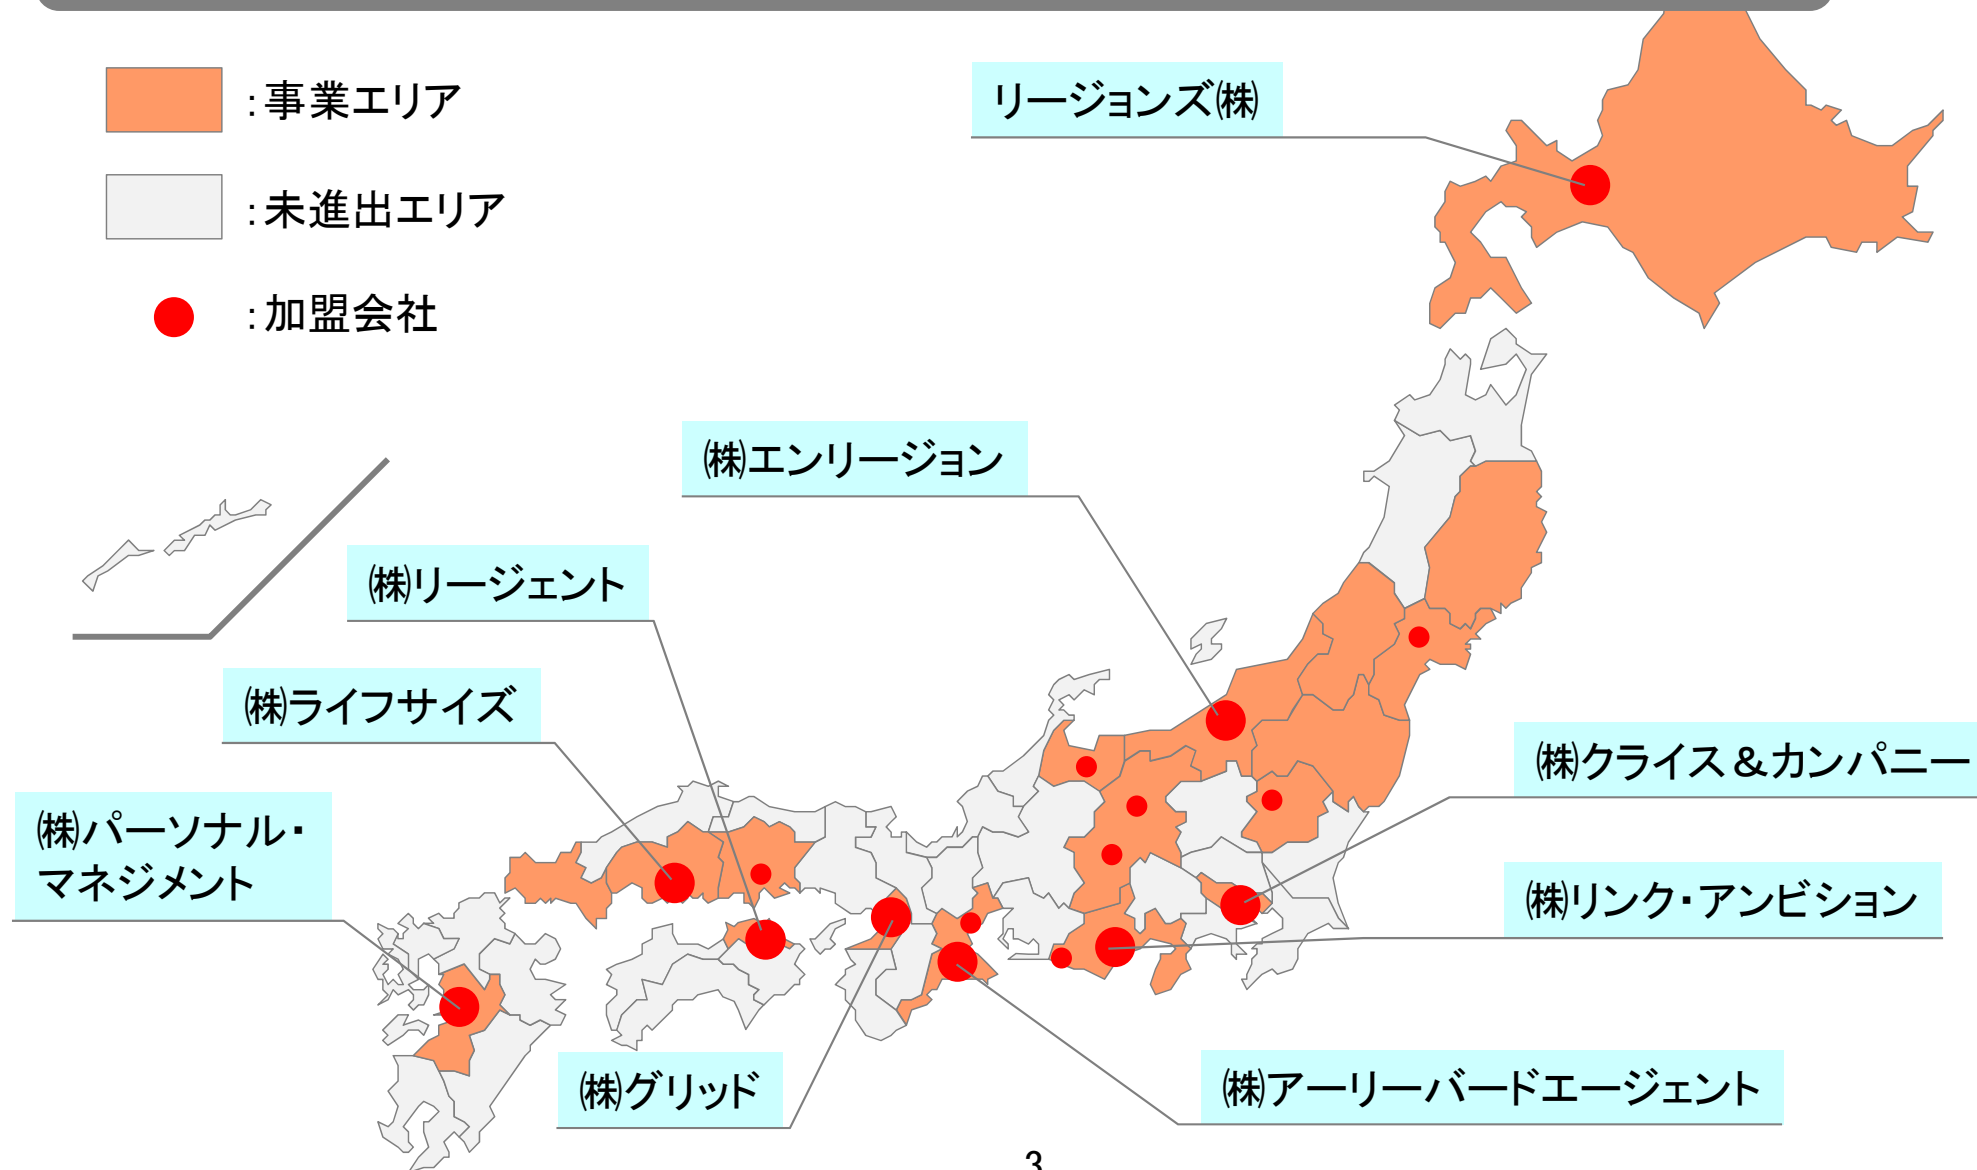 ：事業エリア
：未進出エリア
：加盟会社
リージョンズ㈱
㈱エンリージョン
㈱リージェント
㈱ライフサイズ
㈱パーソナル・
マネジメント
㈱クライス＆カンパニー
㈱リンク・アンビション
㈱グリッド
㈱アーリーバードエージェント
3